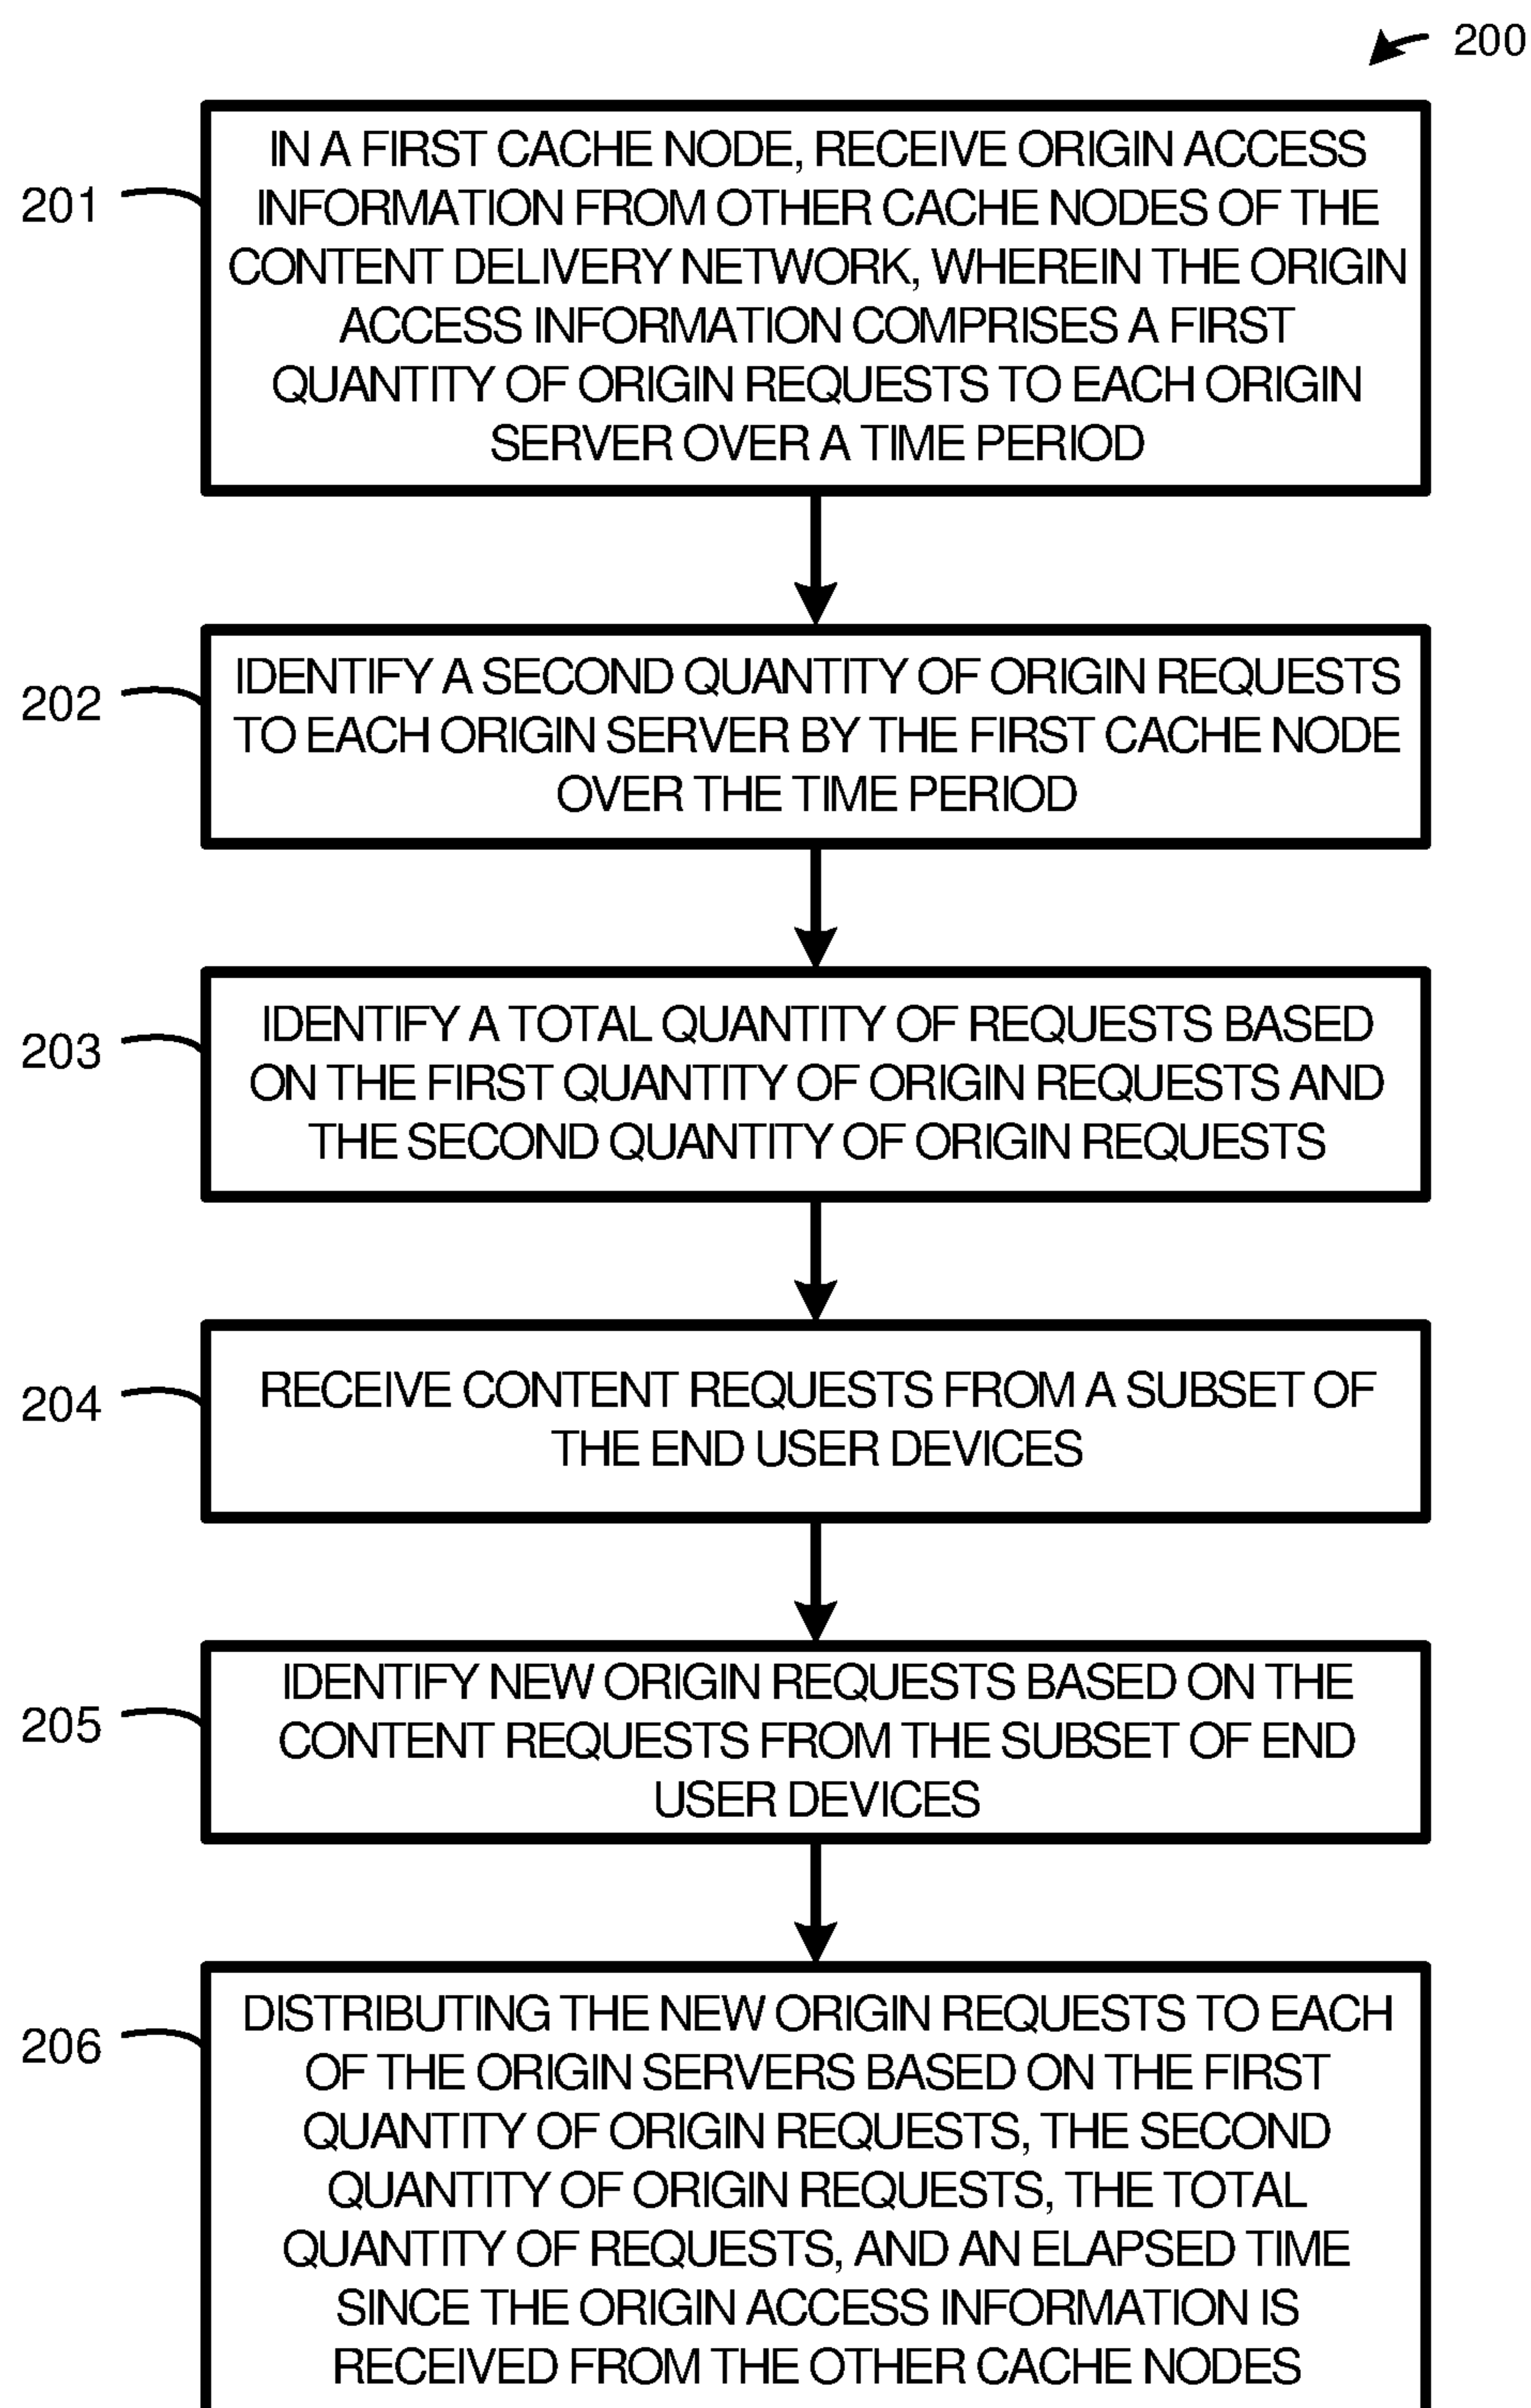 200
201
IN A FIRST CACHE NODE, RECEIVE ORIGIN ACCESS
INFORMATION FROM OTHER CACHE NODES OF THE
CONTENT DELIVERY NETWORK, WHEREIN THE ORIGIN
ACCESS INFORMATION COMPRISES A FIRST
QUANTITY OF ORIGIN REQUESTS TO EACH ORIGIN
SERVER OVER A TIME PERIOD
202
IDENTIFY A SECOND QUANTITY OF ORIGIN REQUESTS
TO EACH ORIGIN SERVER BY THE FIRST CACHE NODE
OVER THE TIME PERIOD
203
IDENTIFY A TOTAL QUANTITY OF REQUESTS BASED
ON THE FIRST QUANTITY OF ORIGIN REQUESTS AND
THE SECOND QUANTITY OF ORIGIN REQUESTS
204
RECEIVE CONTENT REQUESTS FROM A SUBSET OF
THE END USER DEVICES
205
IDENTIFY NEW ORIGIN REQUESTS BASED ON THE
CONTENT REQUESTS FROM THE SUBSET OF END
USER DEVICES
206
DISTRIBUTING THE NEW ORIGIN REQUESTS TO EACH
OF THE ORIGIN SERVERS BASED ON THE FIRST
QUANTITY OF ORIGIN REQUESTS, THE SECOND
QUANTITY OF ORIGIN REQUESTS, THE TOTAL
QUANTITY OF REQUESTS, AND AN ELAPSED TIME
SINCE THE ORIGIN ACCESS INFORMATION IS
RECEIVED FROM THE OTHER CACHE NODES